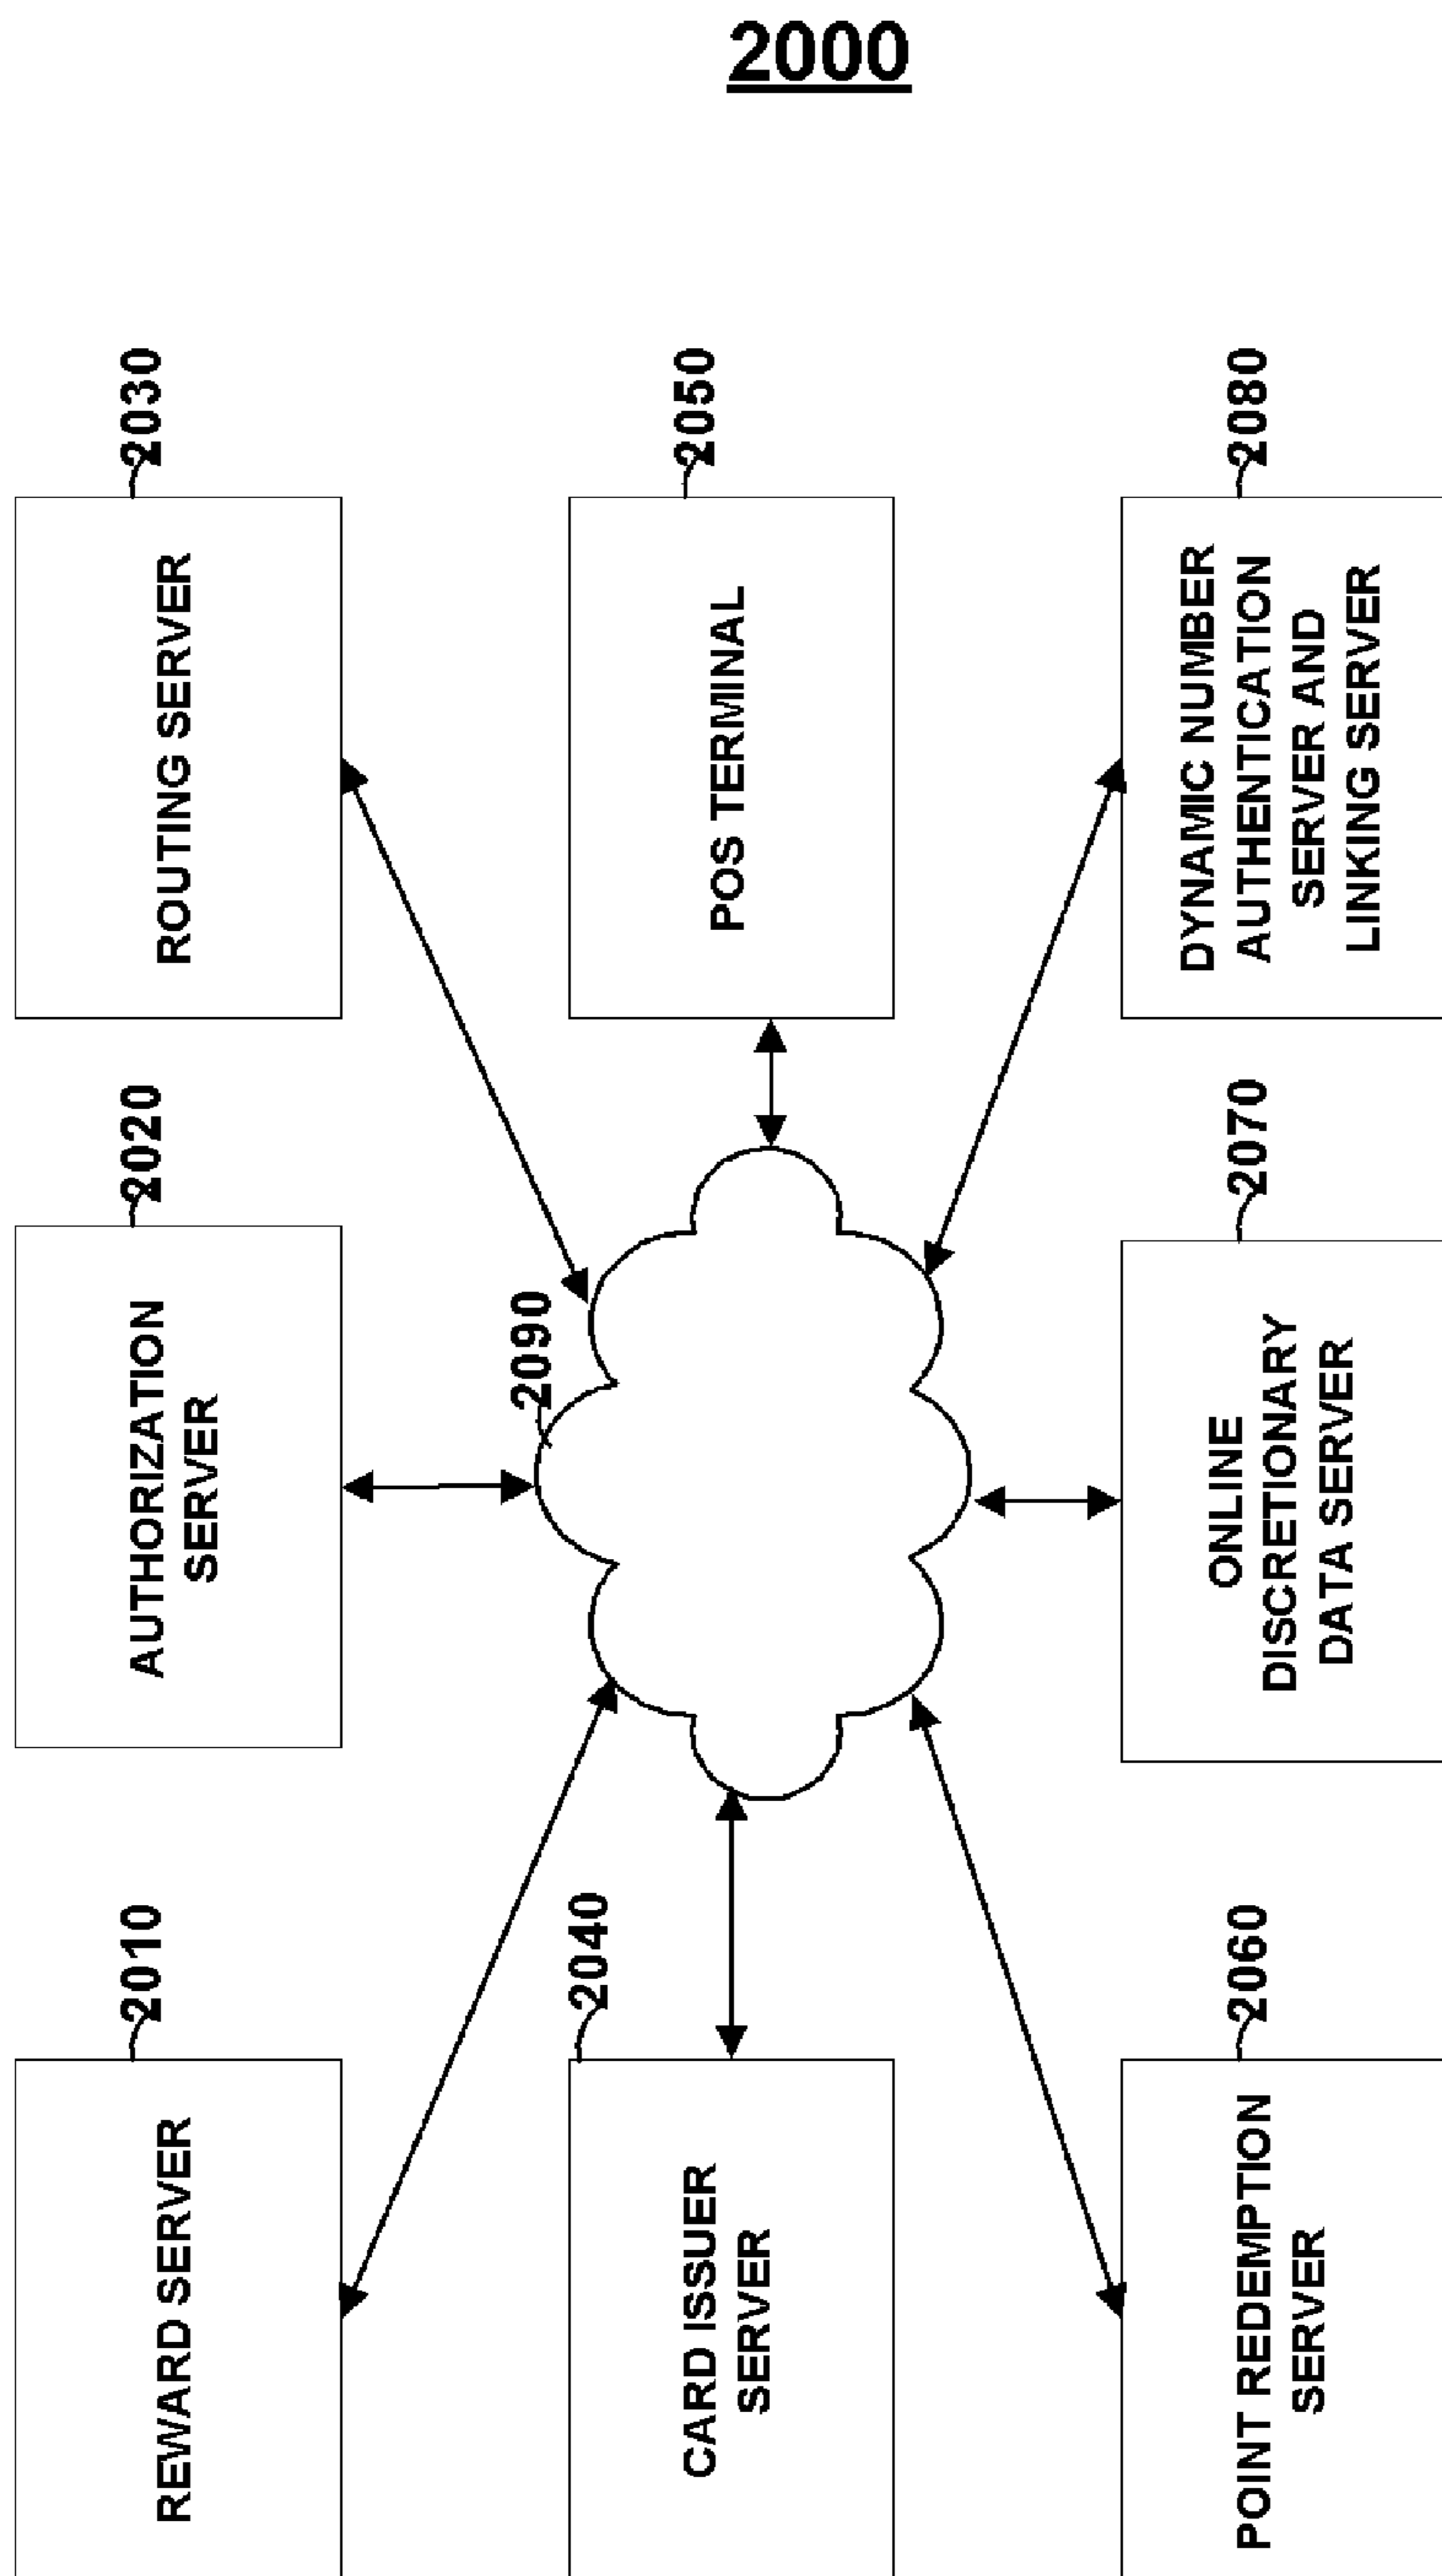 2000
2010
REWARD SERVER
2020
AUTHORIZATION
SERVER
2030
ROUTING SERVER
2040
CARD ISSUER
SERVER
2090
2050
POS TERMINAL
2060
POINT REDEMPTION
SERVER
2070
ONLINE
DISCRETIONARY
DATA SERVER
2080
DYNAMIC NUMBER
AUTHENTICATION
SERVER AND
LINKING SERVER